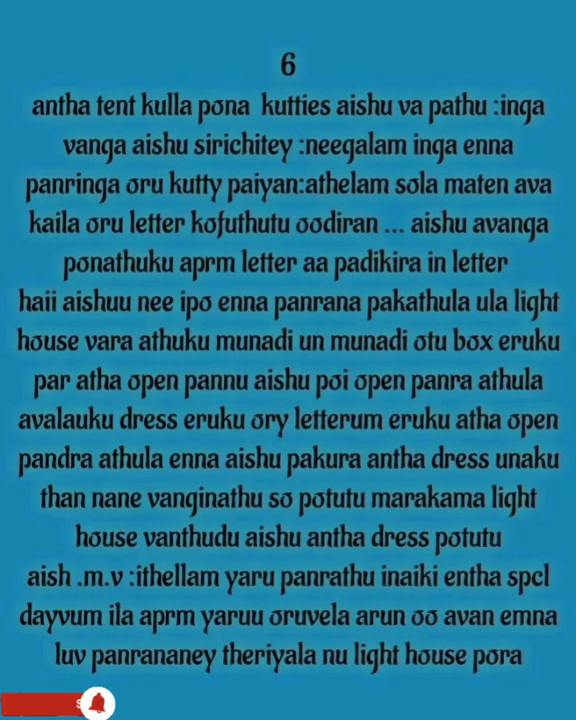 6
antha tent kulla pona kutties aishu va pathu :inga
vanga aishu sirichitey :neegalam inga enna
panringa oru kutty paiyan:athelam sola maten ava
kaila oru letter kofuthutu oodiran ... aishu avanga
ponathuku aprm letter aa padikira in letter
haii aishuu nee ipo enna panrana pakathula ula light
house vara athuku munadi un munadi otu box eruku
par atha open pannu aishu poi open panra athula
avalauku dress eruku ory letterum eruku atha open
pandra athula enna aishu pakura antha dress unaku
than nane vanginathu so potutu marakama light
house vanthudu aishu antha dress potutu
aish .m.v :ithellam yaru panrathu inaiki entha spcl
dayvum ila aprm yaruu oruvela arun oo avan emna
luv panrananey theriyala nu light house pora